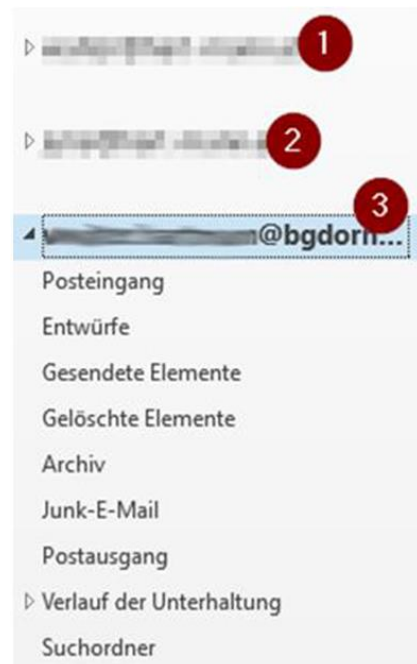 1
2
3
@bgdorn...
Posteingang
Entwürfe
Gesendete Elemente
Gelöschte Elemente
Archiv
Junk-E-Mail
Postausgang
Verlauf der Unterhaltung
Suchordner